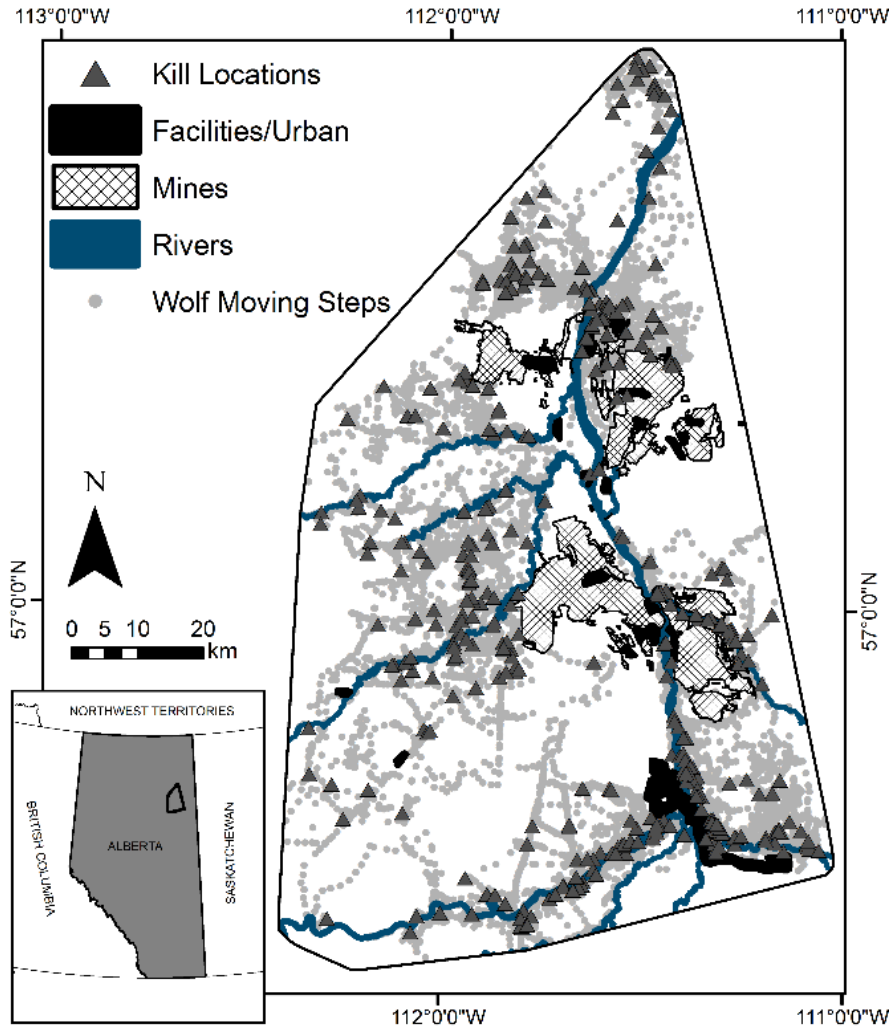 113°0'0"W 112°0'0"W 111°0'0"W
Kill Locations
Facilities/Urban
Mines
Rivers
Wolf Moving Steps
N
57°0'0"N
57°0'0"N
0 5 10 20
km
NORTHWEST TERRITORIES
BRITISH COLUMBIA
ALBERTA
SASKATCHEWAN
112°0'0"W 111°0'0"W